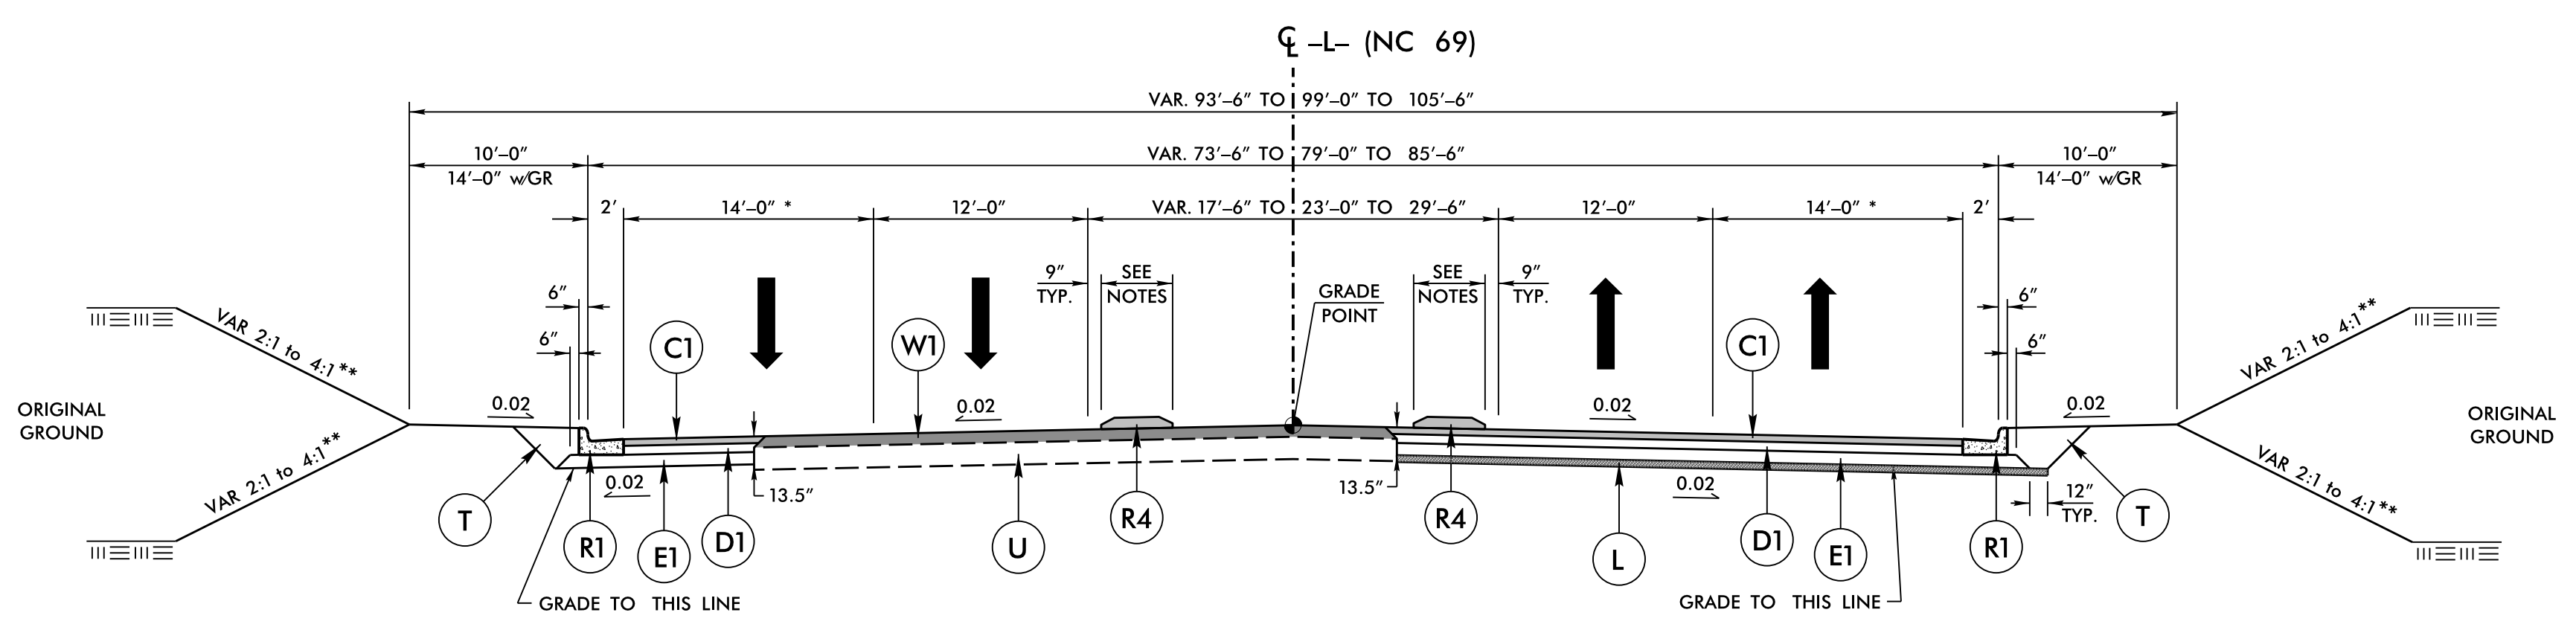 ℄ –L– (NC 69)
VAR. 93'–6" TO 99'–0" TO 105'–6"
10'–0" VAR. 73'–6" TO 79'–0" TO 85'–6" 10'–0"
14'–0" w/GR 14'–0" w/GR
2' 14'–0" * 12'–0" VAR. 17'–6" TO 23'–0" TO 29'–6" 12'–0" 14'–0" * 2'
9" SEE SEE 9"
TYP. NOTES NOTES TYP.
GRADE
POINT
6" 6"
6" 6"
C1 W1 C1
VAR 2:1 to 4:1** VAR 2:1 to 4:1**
ORIGINAL
GROUND
0.02 0.02 0.02 0.02
ORIGINAL
GROUND
VAR 2:1 to 4:1** VAR 2:1 to 4:1**
0.02 13.5" 13.5" 0.02 12"
TYP.
T R1 E1 D1 U R4 R4 L D1 E1 R1 T
GRADE TO THIS LINE GRADE TO THIS LINE